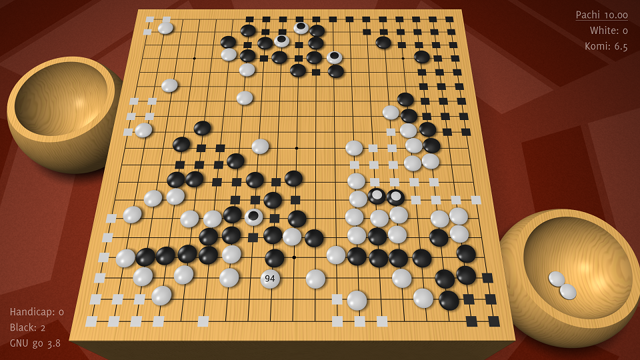 Pachi 10.00
White: 0
Komi: 6.5
94
Handicap: 0
Black: 2
GNU go 3.8